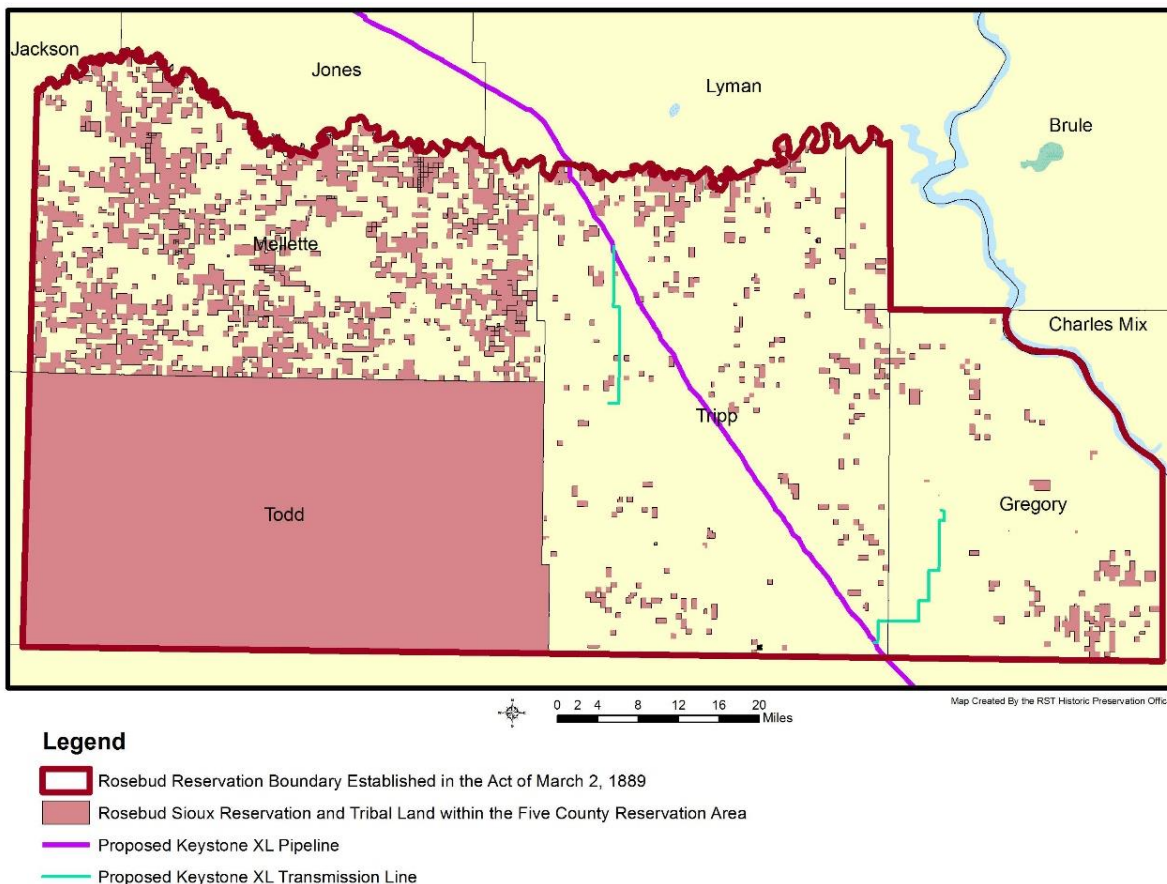 Jackson
Jones
Lyman
Brule
Mellette
Charles Mix
Tripp
Todd
Gregory
Map Created By the RST Historic Preservation Offic
0 2 4 8 12 16 20
Miles
Legend
Rosebud Reservation Boundary Established in the Act of March 2, 1889
Rosebud Sioux Reservation and Tribal Land within the Five County Reservation Area
Proposed Keystone XL Pipeline
Proposed Keystone XL Transmission Line